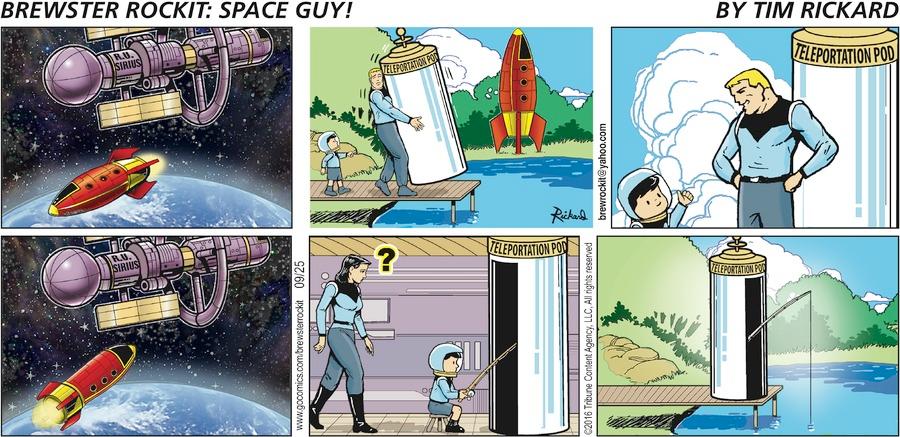 BREWSTER ROCKIT: SPACE GUY!
BY TIM RICKARD
R.U.
SIRIUS
TELEPORTATION POD
Rickard
brewrockit@yahoo.com
TELEPORTATION POD
R.U.
SIRIUS
www.gocomics.com/brewsterrockit 09/25
?
TELEPORTATION POD
©2016 Tribune Content Agency, LLC, All rights reserved
TELEPORTATION POD